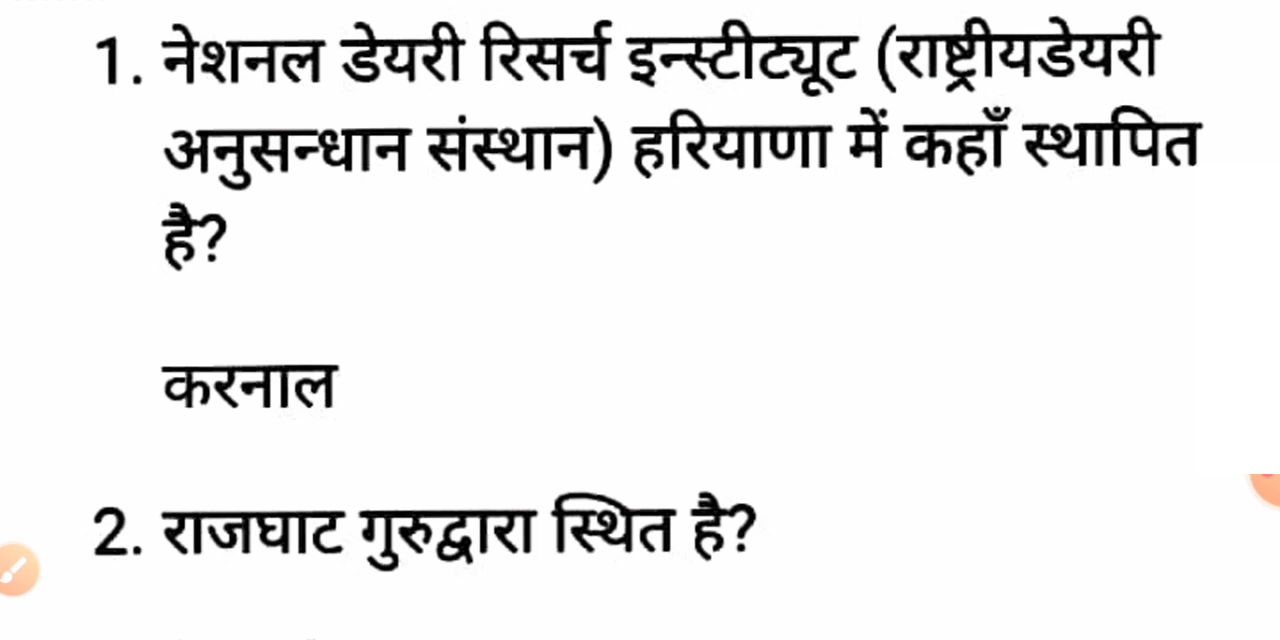 1. नेशनल डेयरी रिसर्च इन्स्टीट्यूट (राष्ट्रीयडेयरी
अनुसन्धान संस्थान) हरियाणा में कहाँ स्थापित
है?
करनाल
2. राजघाट गुरुद्वारा स्थित है?